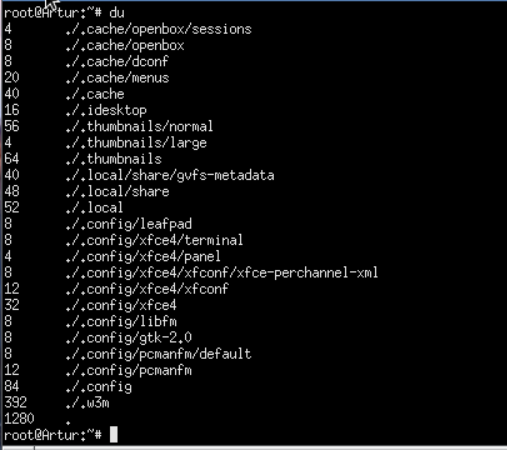 root@Artur:~# du
4 ./.cache/openbox/sessions
8 ./.cache/openbox
8 ./.cache/dconf
20 ./.cache/menus
40 ./.cache
16 ./.idesktop
56 ./.thumbnails/normal
4 ./.thumbnails/large
64 ./.thumbnails
40 ./.local/share/gvfs-metadata
48 ./.local/share
52 ./.local
8 ./.config/leafpad
8 ./.config/xfce4/terminal
4 ./.config/xfce4/panel
8 ./.config/xfce4/xfconf/xfce-perchannel-xml
12 ./.config/xfce4/xfconf
32 ./.config/xfce4
8 ./.config/libfm
8 ./.config/gtk-2.0
8 ./.config/pcmanfm/default
12 ./.config/pcmanfm
84 ./.config
392 ./.w3m
1280 .
root@Artur:~#